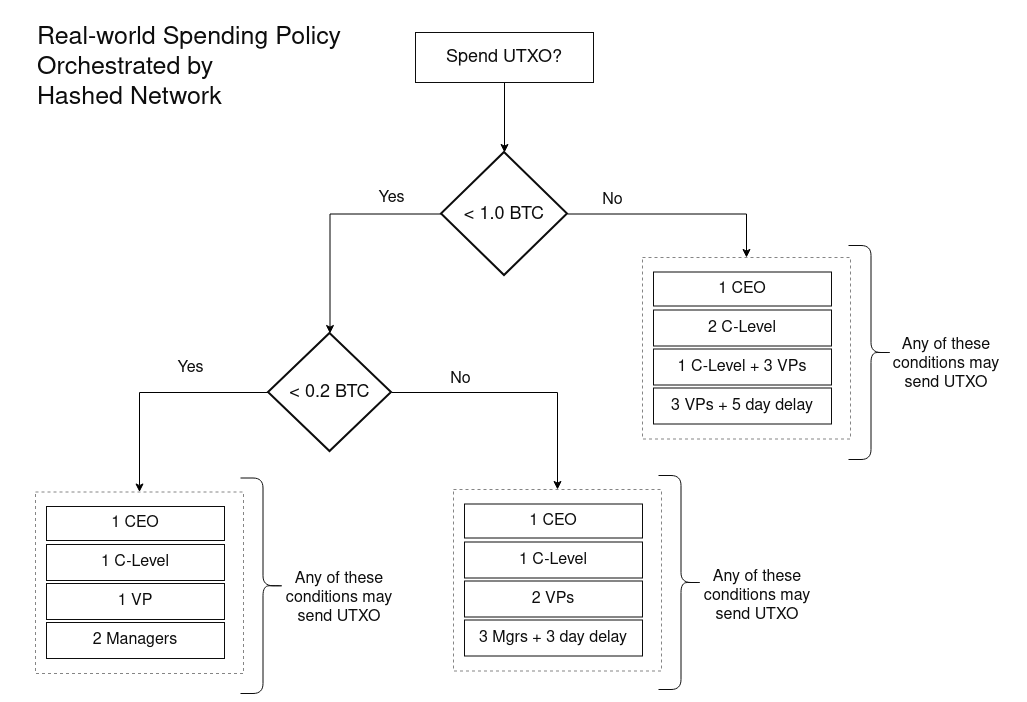 Real-world Spending Policy
Orchestrated by
Hashed Network
Spend UTXO?
Yes
< 1.0 BTC
No
1 CEO
2 C-Level
1 C-Level + 3 VPs
3 VPs + 5 day delay
Any of these
conditions may
send UTXO
Yes
< 0.2 BTC
No
1 CEO
1 C-Level
1 VP
2 Managers
Any of these
conditions may
send UTXO
1 CEO
1 C-Level
2 VPs
3 Mgrs + 3 day delay
Any of these
conditions may
send UTXO